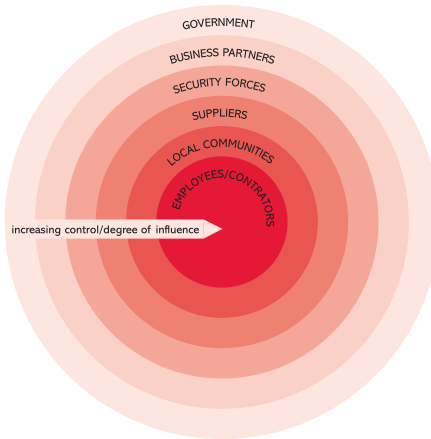 GOVERNMENT
BUSINESS PARTNERS
SECURITY FORCES
SUPPLIERS
LOCAL COMMUNITIES
EMPLOYEES/CONTRATORS
increasing control/degree of influence